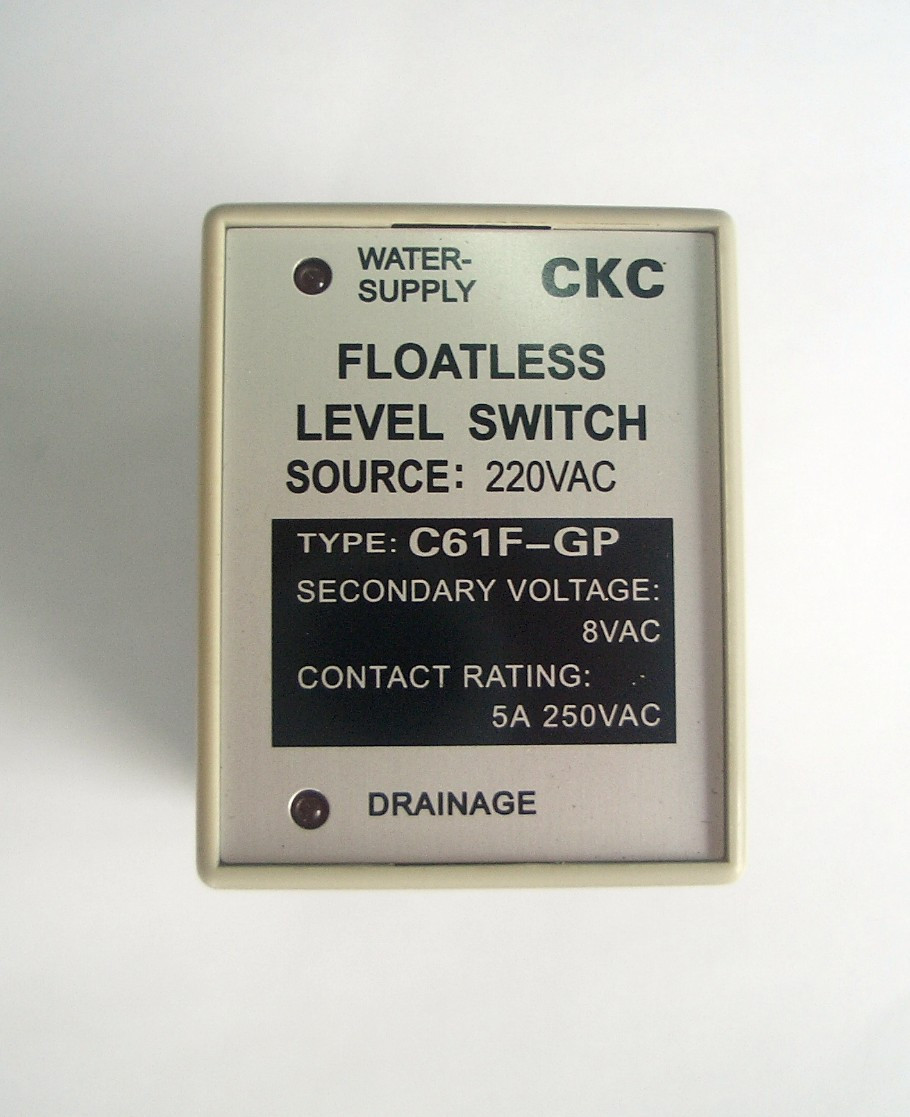 WATER-
SUPPLY
CKC
FLOATLESS
LEVEL SWITCH
SOURCE: 220VAC
TYPE: C61F-GP
SECONDARY VOLTAGE:
8VAC
CONTACT RATING:
5A 250VAC
DRAINAGE